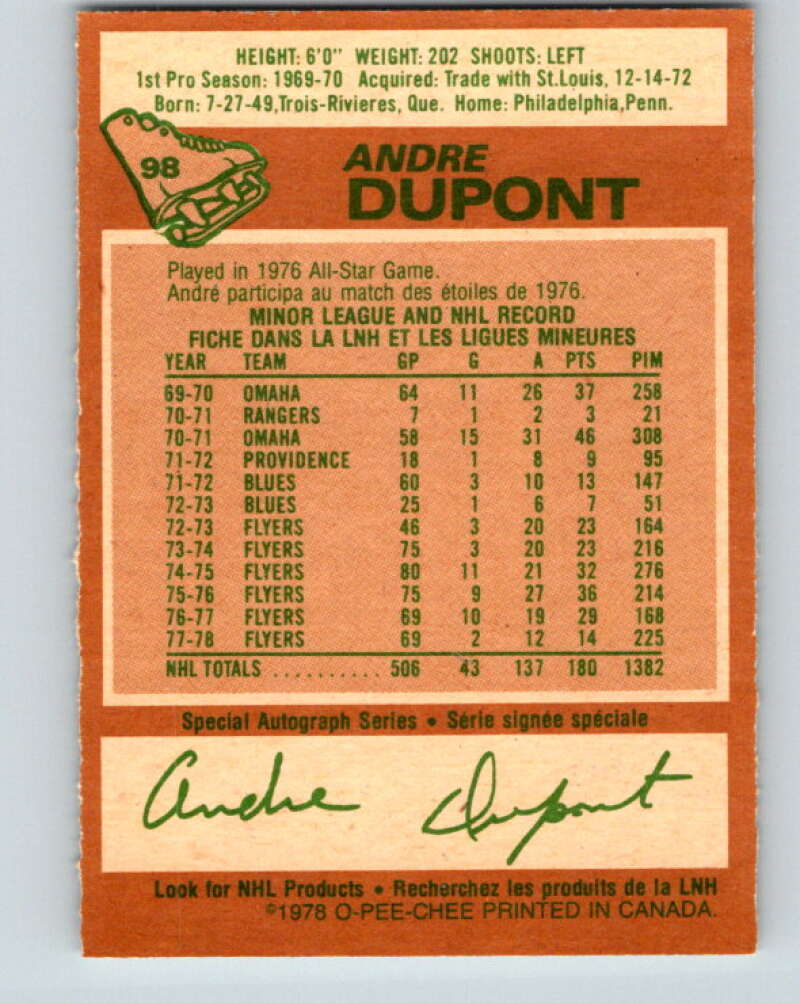 HEIGHT: 6'0" WEIGHT: 202 SHOOTS: LEFT
1st Pro Season: 1969-70 Acquired: Trade with St.Louis, 12-14-72
Born: 7-27-49,Trois-Rivieres, Que. Home: Philadelphia,Penn.
98
ANDRE
DUPONT
Played in 1976 All-Star Game.
André participa au match des étoiles de 1976.
MINOR LEAGUE AND NHL RECORD
FICHE DANS LA LNH ET LES LIGUES MINEURES
YEAR TEAM GP G A PTS PIM
69-70 OMAHA 64 11 26 37 258
70-71 RANGERS 7 1 2 3 21
70-71 OMAHA 58 15 31 46 308
71-72 PROVIDENCE 18 1 8 9 95
71-72 BLUES 60 3 10 13 147
72-73 BLUES 25 1 6 7 51
72-73 FLYERS 46 3 20 23 164
73-74 FLYERS 75 3 20 23 216
74-75 FLYERS 80 11 21 32 276
75-76 FLYERS 75 9 27 36 214
76-77 FLYERS 69 10 19 29 168
77-78 FLYERS 69 2 12 14 225
NHL TOTALS .......... 506 43 137 180 1382
Special Autograph Series • Série signée spéciale
Andre Dupont
Look for NHL Products • Recherchez les produits de la LNH
©1978 O-PEE-CHEE PRINTED IN CANADA.